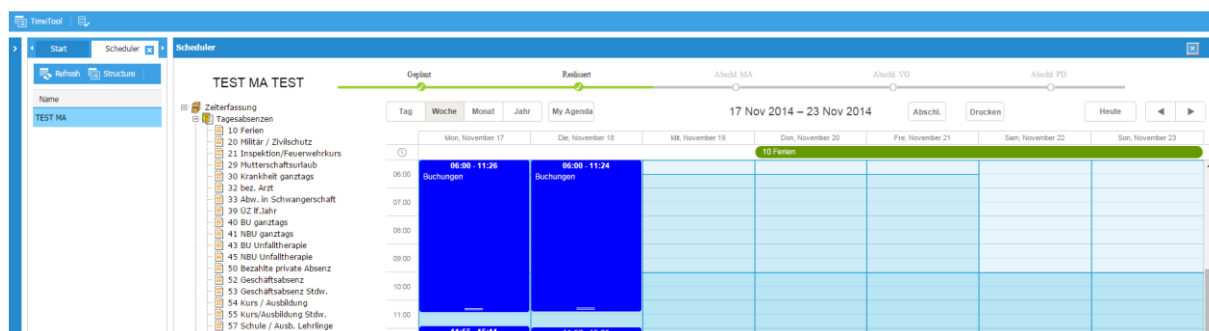 TimeTool
Start Scheduler
Scheduler
Refresh Structure
Name
TEST MA
TEST MA TEST
Geplant Realisiert Abschl. MA Abschl. VG Abschl. PD
Zeiterfassung
Tagesabsenzen
10 Ferien
20 Militär / Zivilschutz
21 Inspektion/Feuerwehrkurs
29 Mutterschaftsurlaub
30 Krankheit ganztags
32 bez. Arzt
33 Abw. in Schwangerschaft
39 ÜZ lf.Jahr
40 BU ganztags
41 NBU ganztags
43 BU Unfalltherapie
45 NBU Unfalltherapie
50 Bezahlte private Absenz
52 Geschäftsabsenz
53 Geschäftsabsenz Stdw.
54 Kurs / Ausbildung
55 Kurs/Ausbildung Stdw.
57 Schule / Ausb. Lehrlinge
Tag Woche Monat Jahr My Agenda 17 Nov 2014 – 23 Nov 2014 Abschl. Drucken Heute
Mon, November 17 Die, November 18 Mit, November 19 Don, November 20 Fre, November 21 Sam, November 22 Son, November 23
10 Ferien
06:00
07:00
08:00
09:00
10:00
11:00
06:00 - 11:26
Buchungen
06:00 - 11:24
Buchungen